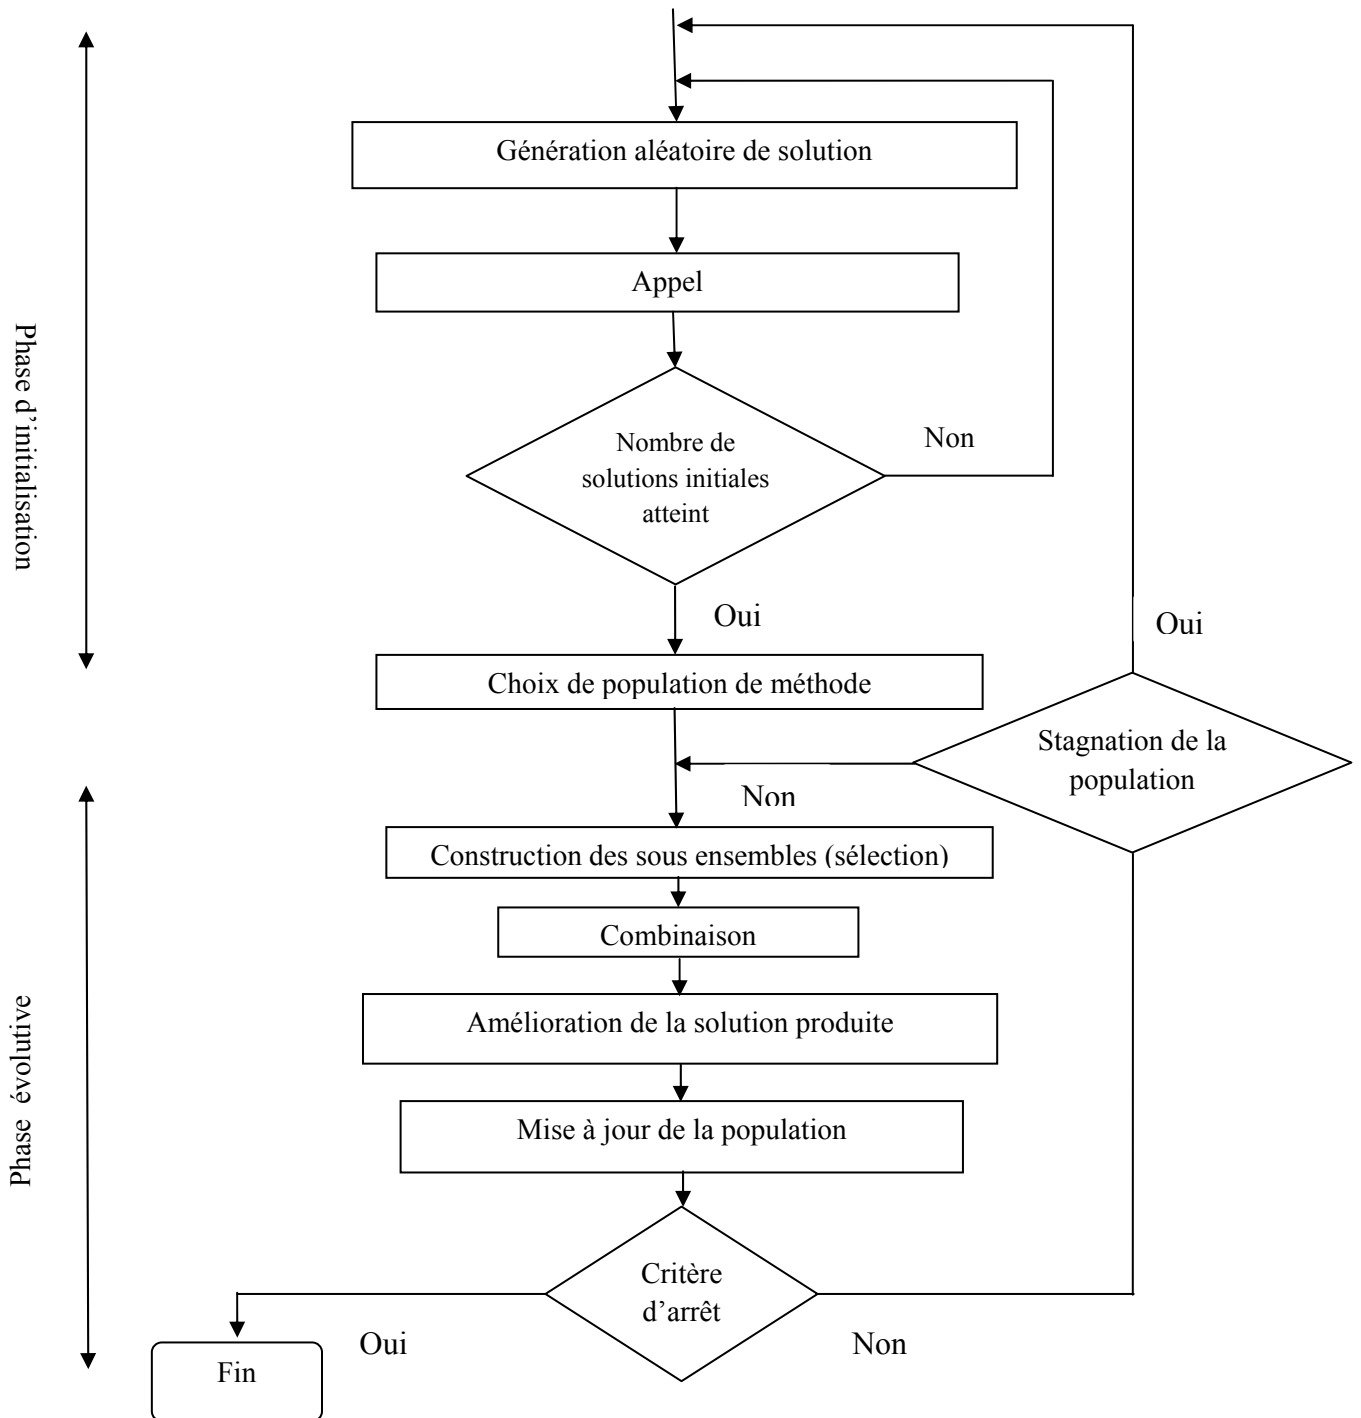 Génération aléatoire de solution
Appel
Phase d’initialisation
Nombre de
solutions initiales
atteint
Non
Oui
Oui
Choix de population de méthode
Stagnation de la
population
Non
Construction des sous ensembles (sélection)
Combinaison
Amélioration de la solution produite
Phase évolutive
Mise à jour de la population
Critère
d’arrêt
Oui
Non
Fin